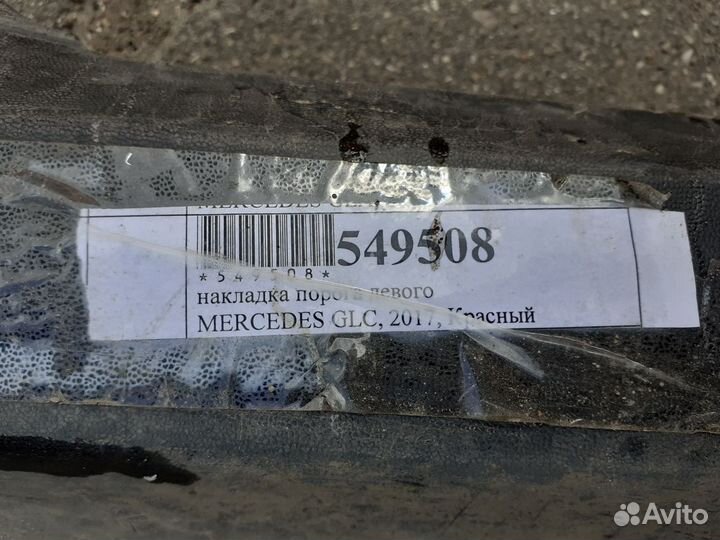 549508
*549508*
накладка порога левого
MERCEDES GLC, 2017, Красный
Avito